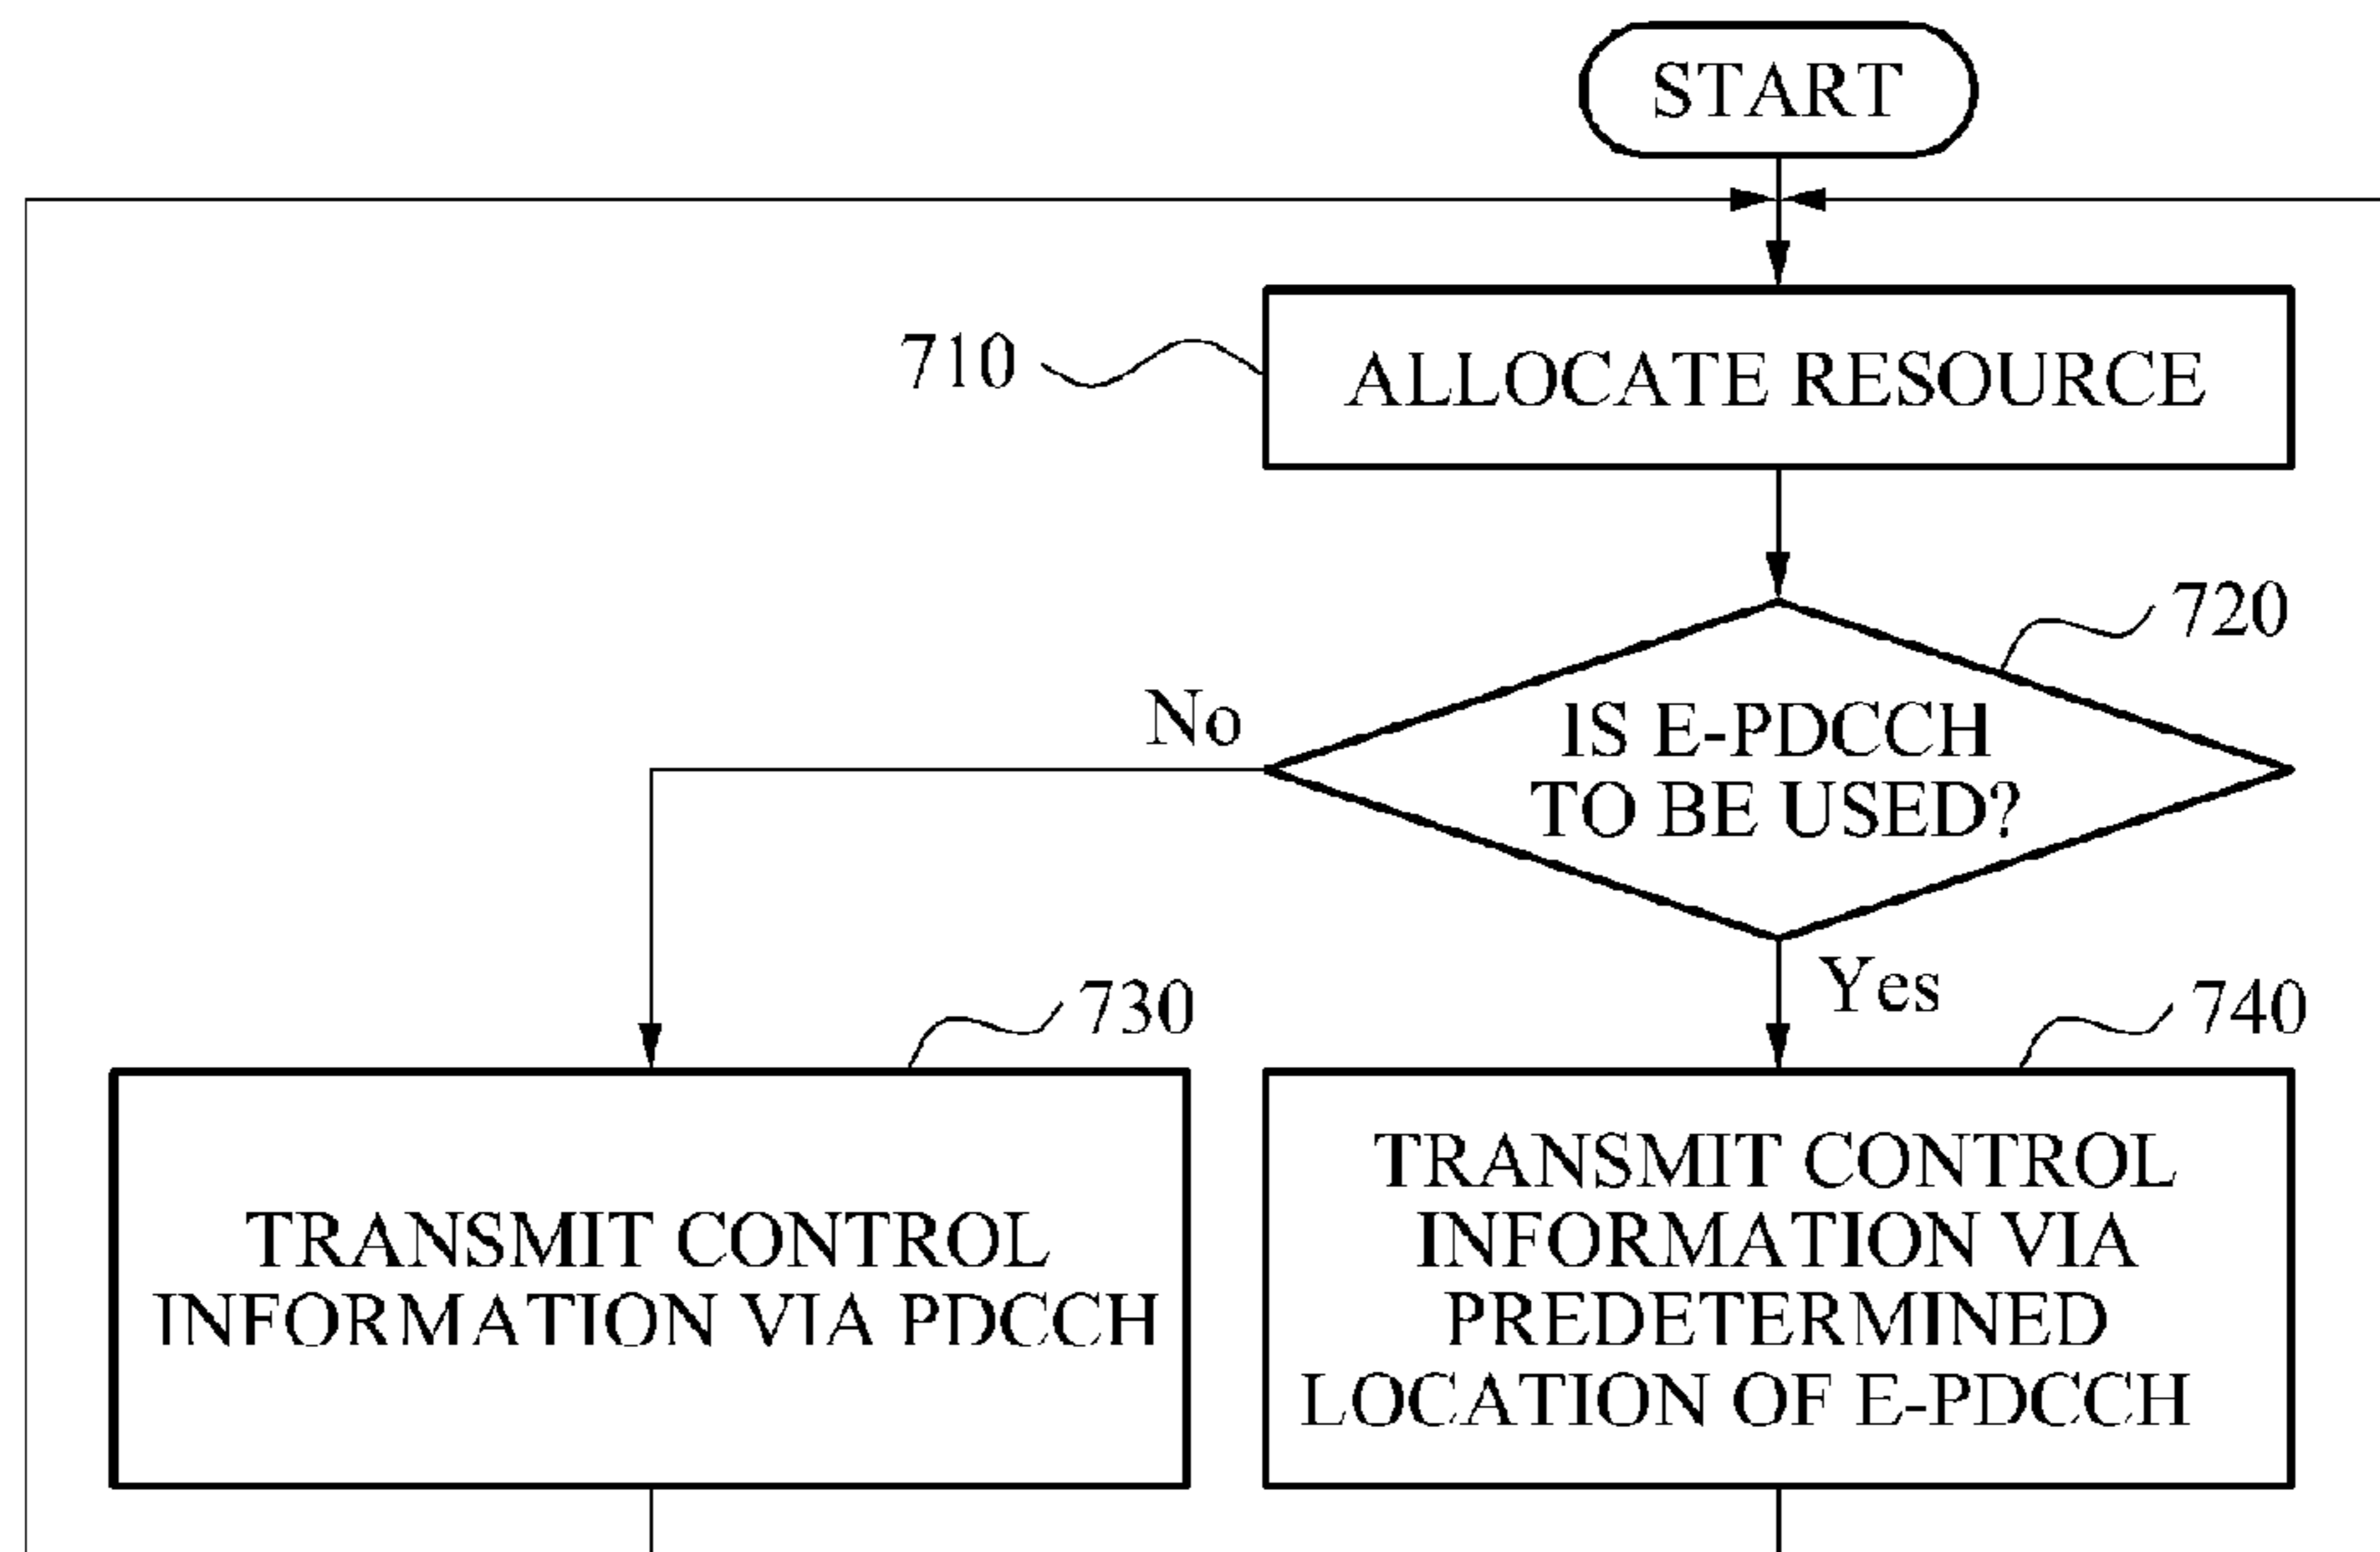 START
710
ALLOCATE RESOURCE
720
No
IS E-PDCCH
TO BE USED?
Yes
730
740
TRANSMIT CONTROL
INFORMATION VIA PDCCH
TRANSMIT CONTROL
INFORMATION VIA
PREDETERMINED
LOCATION OF E-PDCCH